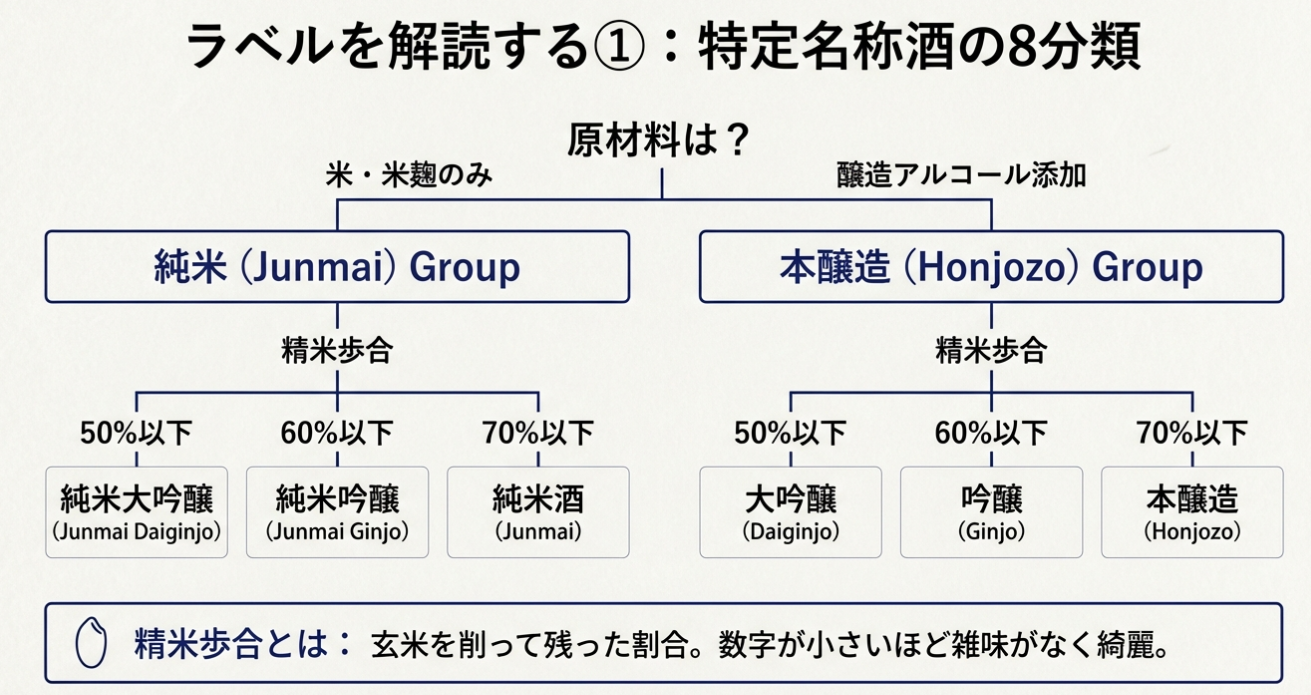 ラベルを解読する①：特定名称酒の8分類
原材料は？
米・米麹のみ
醸造アルコール添加
純米（Junmai）Group
本醸造（Honjozo）Group
精米歩合
精米歩合
50%以下
60%以下
70%以下
50%以下
60%以下
70%以下
純米大吟醸
(Junmai Daiginjo)
純米吟醸
(Junmai Ginjo)
純米酒
(Junmai)
大吟醸
(Daiginjo)
吟醸
(Ginjo)
本醸造
(Honjozo)
精米歩合とは：玄米を削って残った割合。数字が小さいほど雑味がなく綺麗。